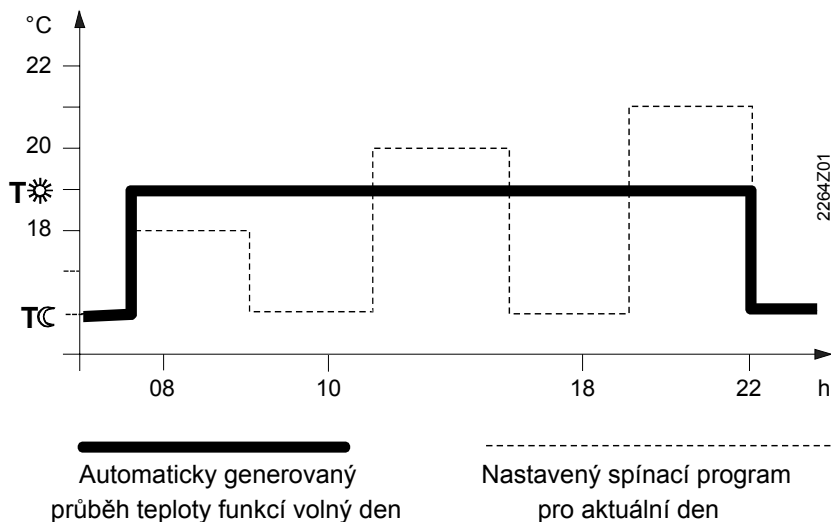 °C
22
20
T☼
18
T☾
08 10 18 22 h
2264Z01
Automaticky generovaný
průběh teploty funkcí volný den
Nastavený spínací program
pro aktuální den